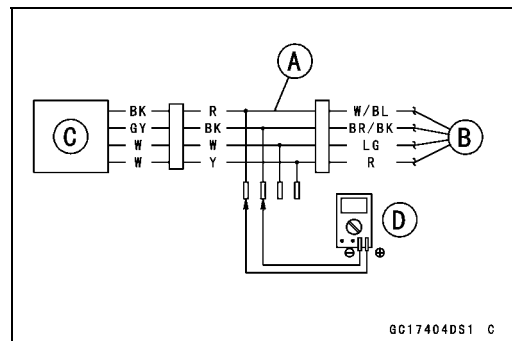 A
BK R W/BL
GY BK BR/BK
C W W LG B
W Y R
D
⊖ ⊕
GC17404DS1 C